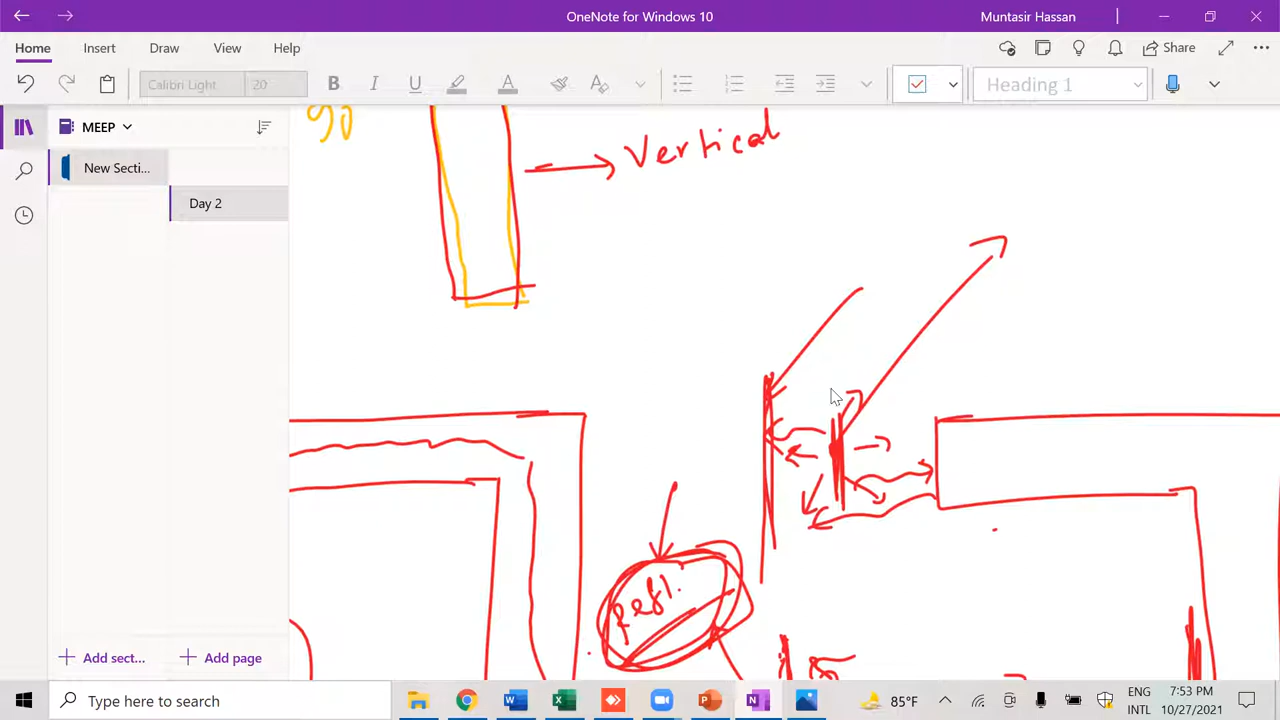 OneNote for Windows 10
Muntasir Hassan
Home Insert Draw View Help
Share
Calibri Light 20
B I U A
Heading 1
MEEP
New Secti...
Day 2
90
Vertical
Refl.
Add sect...
Add page
Type here to search
85°F
ENG
INTL
7:53 PM
10/27/2021